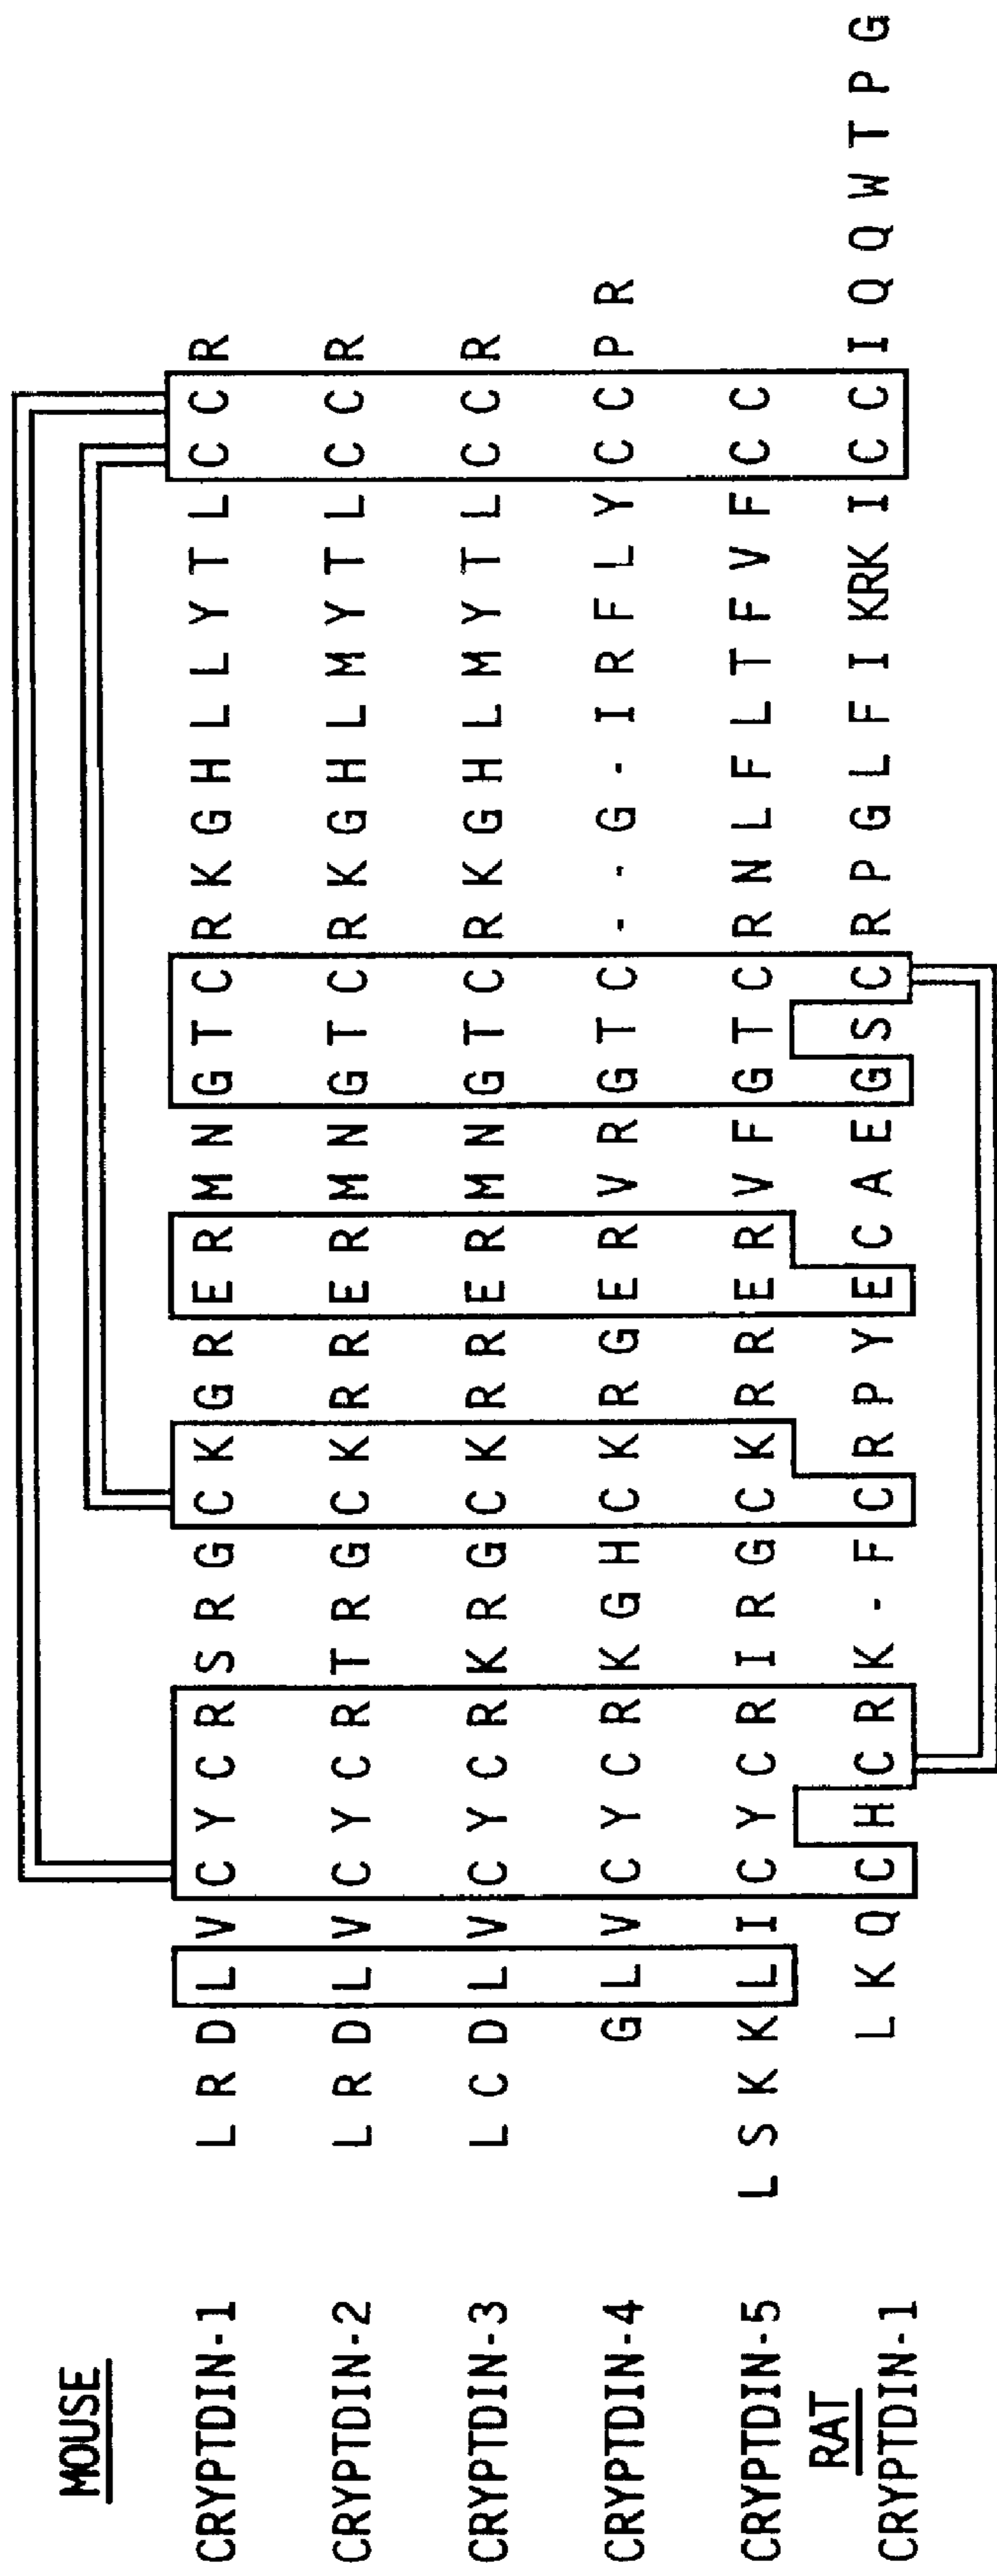 MOUSE
CRYPTDIN-1 L R D L V C Y C R S R G C K G R E R M N G T C R K G H L L Y T L C C R
CRYPTDIN-2 L R D L V C Y C R T R G C K R R E R M N G T C R K G H L M Y T L C C R
CRYPTDIN-3 L C D L V C Y C R K R G C K R R E R M N G T C R K G H L M Y T L C C R
CRYPTDIN-4 G L V C Y C R K G H C K R G E R V R G T C - - G - I R F L Y C C P R
CRYPTDIN-5 L S K K L I C Y C R I R G C K R R E R V F G T C R N L F L T F V F C C
RAT
CRYPTDIN-1 L K Q C H C R K - F C R P Y E C A E G S C R P G L F I KRK I C C I Q Q W T P G